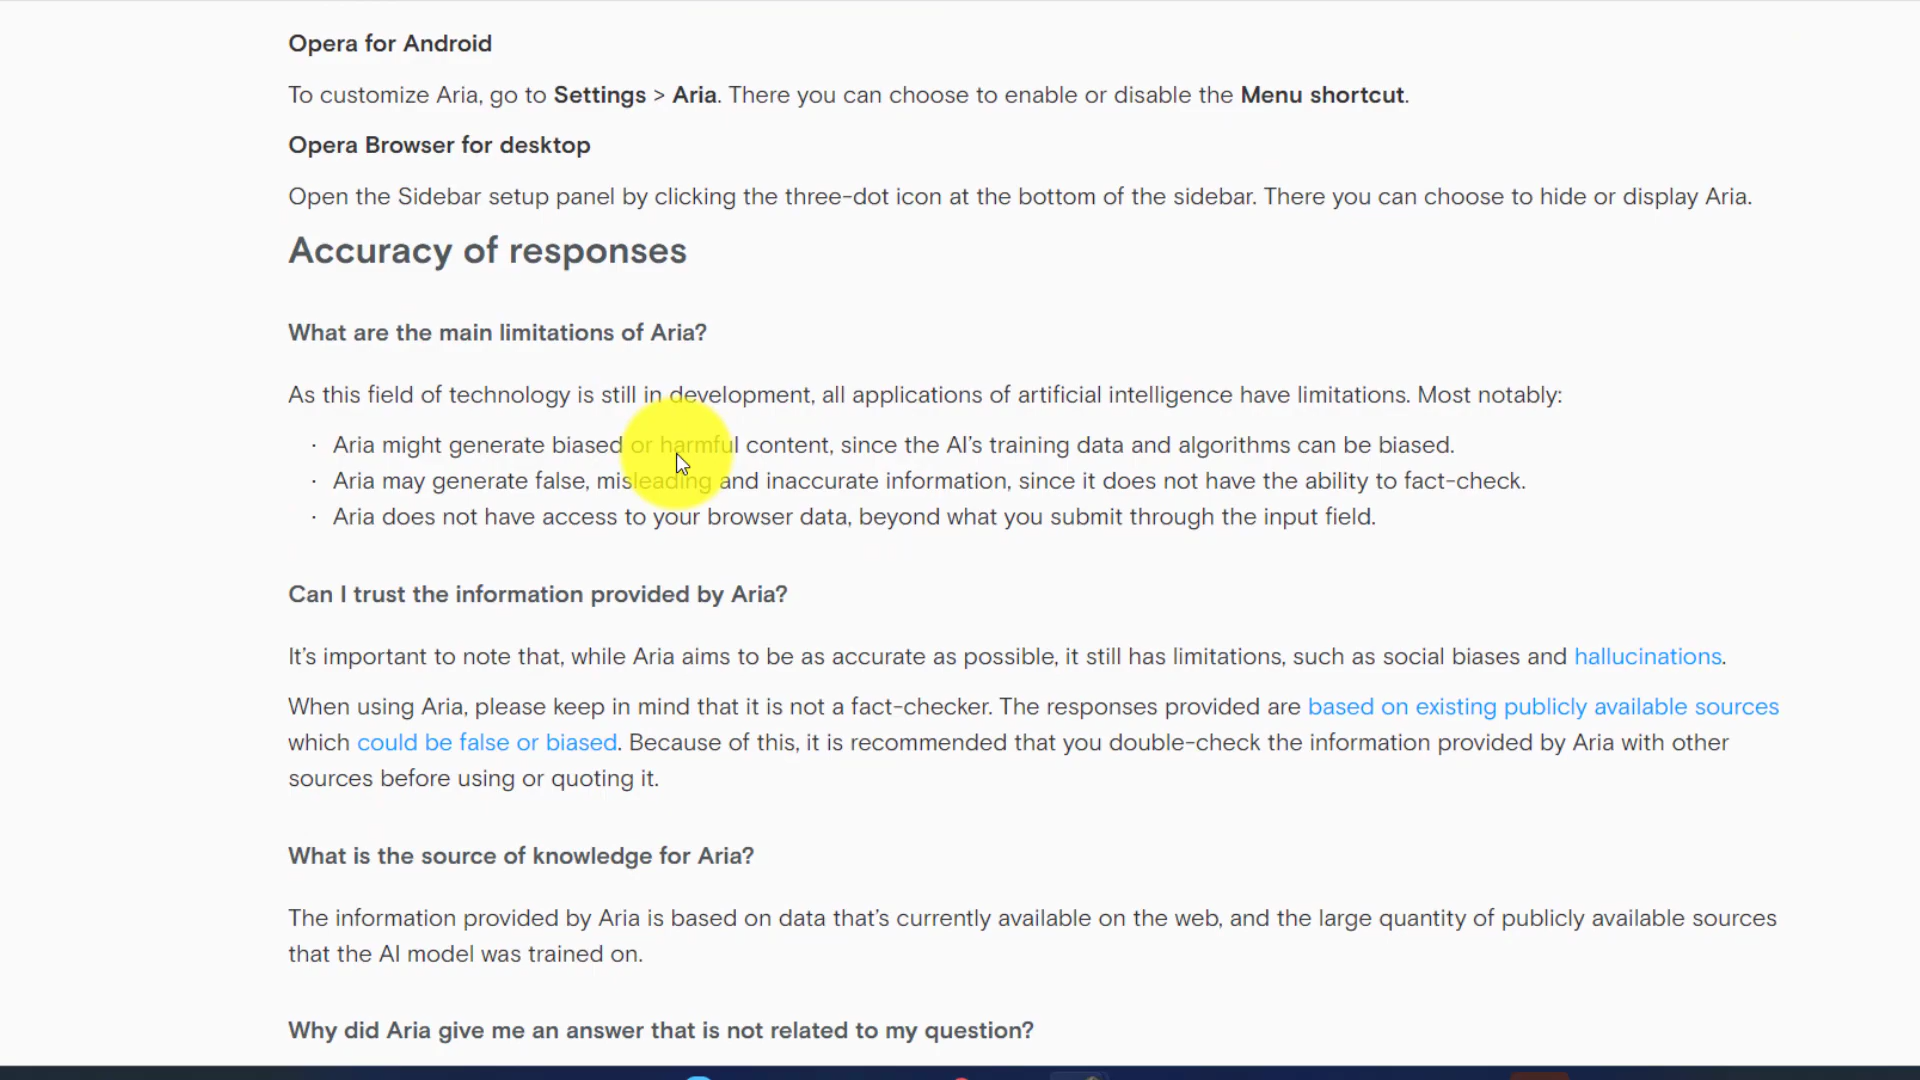 Opera for Android
To customize Aria, go to Settings > Aria. There you can choose to enable or disable the Menu shortcut.
Opera Browser for desktop
Open the Sidebar setup panel by clicking the three-dot icon at the bottom of the sidebar. There you can choose to hide or display Aria.
Accuracy of responses
What are the main limitations of Aria?
As this field of technology is still in development, all applications of artificial intelligence have limitations. Most notably:
· Aria might generate biased or harmful content, since the AI’s training data and algorithms can be biased.
· Aria may generate false, misleading and inaccurate information, since it does not have the ability to fact-check.
· Aria does not have access to your browser data, beyond what you submit through the input field.
Can I trust the information provided by Aria?
It’s important to note that, while Aria aims to be as accurate as possible, it still has limitations, such as social biases and hallucinations.
When using Aria, please keep in mind that it is not a fact-checker. The responses provided are based on existing publicly available sources
which could be false or biased. Because of this, it is recommended that you double-check the information provided by Aria with other
sources before using or quoting it.
What is the source of knowledge for Aria?
The information provided by Aria is based on data that’s currently available on the web, and the large quantity of publicly available sources
that the AI model was trained on.
Why did Aria give me an answer that is not related to my question?